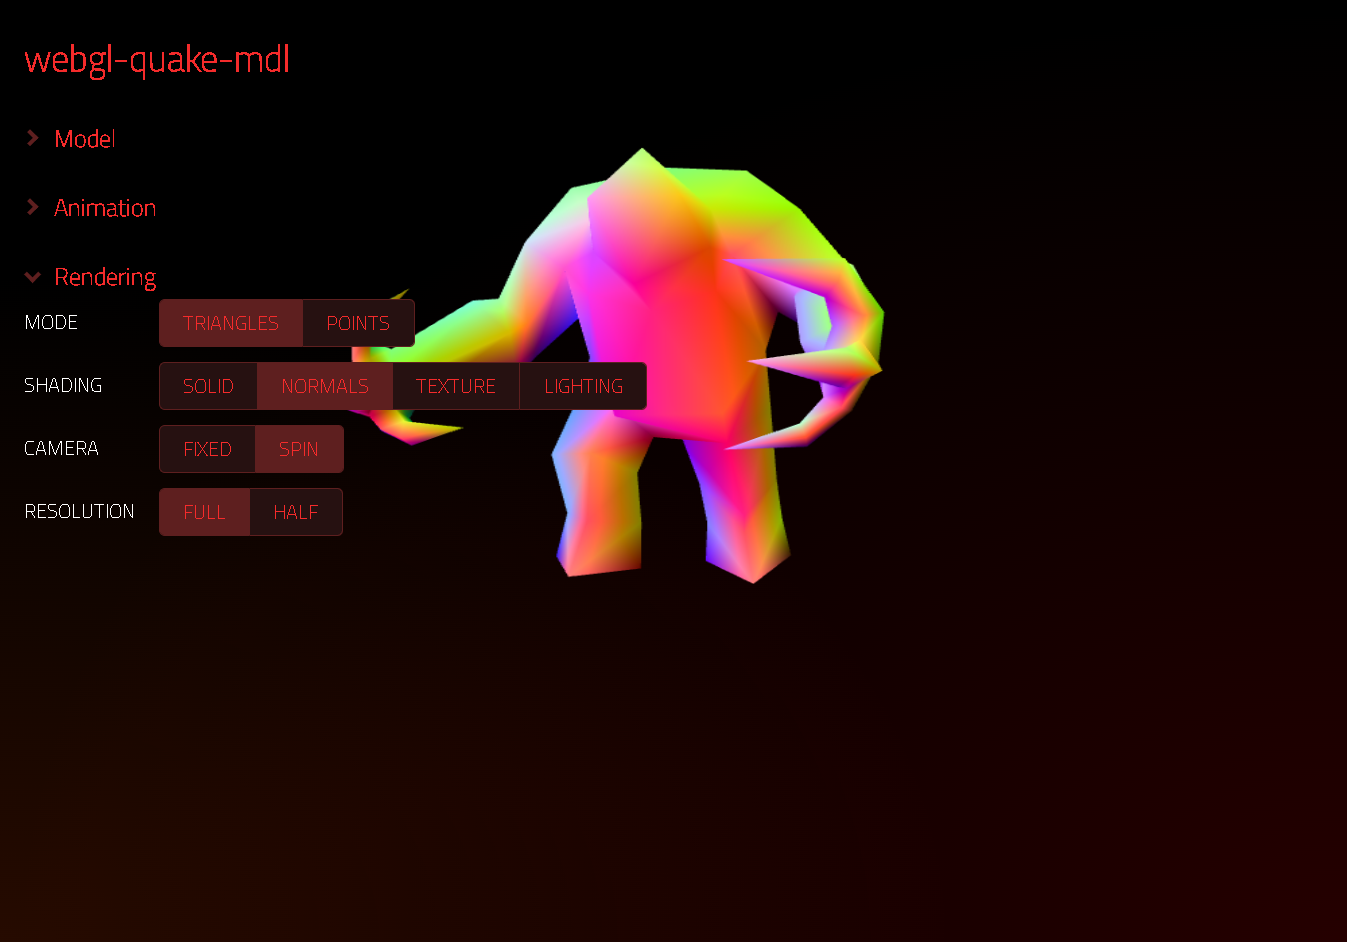 webgl-quake-mdl
Model
Animation
Rendering
MODE TRIANGLES POINTS
SHADING SOLID NORMALS TEXTURE LIGHTING
CAMERA FIXED SPIN
RESOLUTION FULL HALF